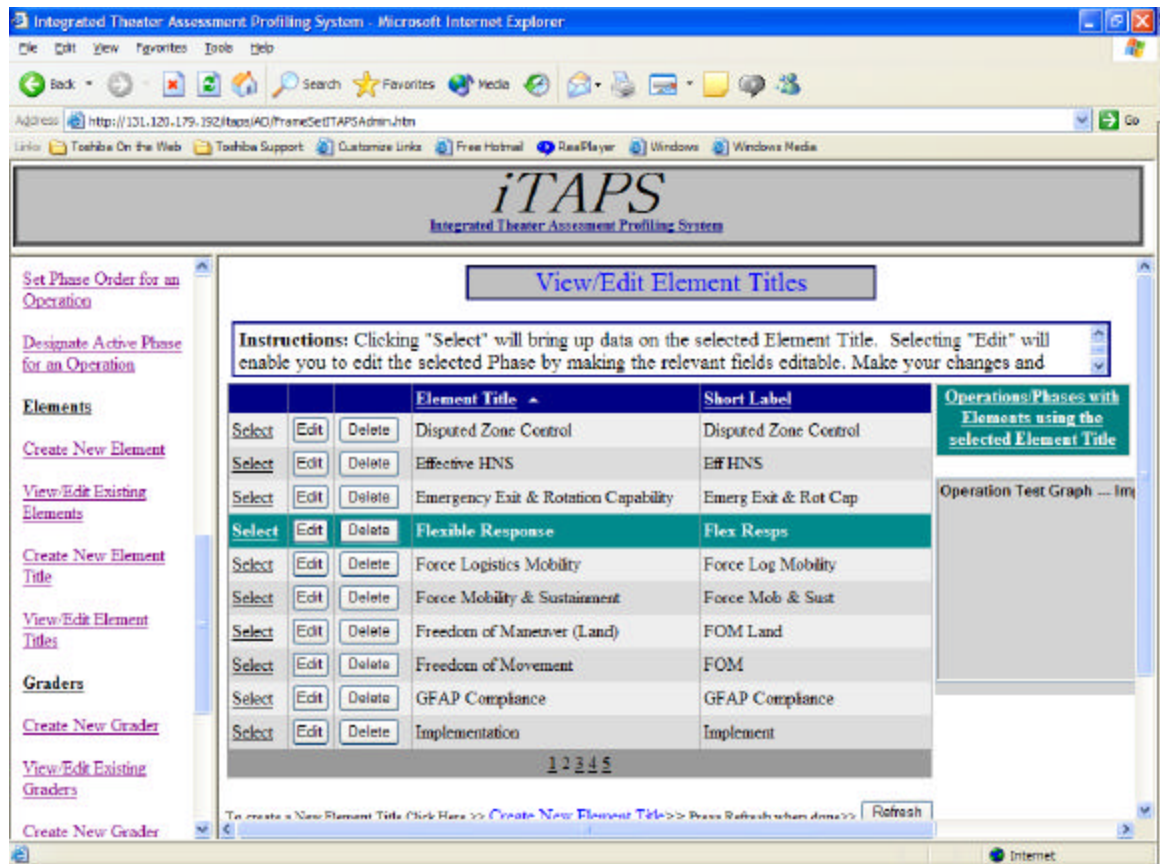 Integrated Theater Assessment Profiling System - Microsoft Internet Explorer
File Edit View Favorites Tools Help
Back Search Favorites Media
Address http://131.120.179.192/itaps/AO/FrameSetITAPSAdmin.htm Go
Links Toshiba On the Web Toshiba Support Customize Links Free Hotmail RealPlayer Windows Windows Media
iTAPS
Integrated Theater Assesment Profiling System
Set Phase Order for an
Operation
Designate Active Phase
for an Operation
Elements
Create New Element
View/Edit Existing
Elements
Create New Element
Title
View/Edit Element
Titles
Graders
Create New Grader
View/Edit Existing
Graders
Create New Grader
View/Edit Element Titles
Instructions: Clicking "Select" will bring up data on the selected Element Title. Selecting "Edit" will
enable you to edit the selected Phase by making the relevant fields editable. Make your changes and
Element Title Short Label
Select Edit Delete Disputed Zone Control Disputed Zone Control
Select Edit Delete Effective HNS Eff HNS
Select Edit Delete Emergency Exit & Rotation Capability Emerg Exit & Rot Cap
Select Edit Delete Flexible Response Flex Resps
Select Edit Delete Force Logistics Mobility Force Log Mobility
Select Edit Delete Force Mobility & Sustainment Force Mob & Sust
Select Edit Delete Freedom of Maneuver (Land) FOM Land
Select Edit Delete Freedom of Movement FOM
Select Edit Delete GFAP Compliance GFAP Compliance
Select Edit Delete Implementation Implement
1 2 3 4 5
Operations/Phases with
Elements using the
selected Element Title
Operation Test Graph ... Imp
To create a New Element Title Click Here >> Create New Element Title>> Press Refresh when done>> Refresh
Internet